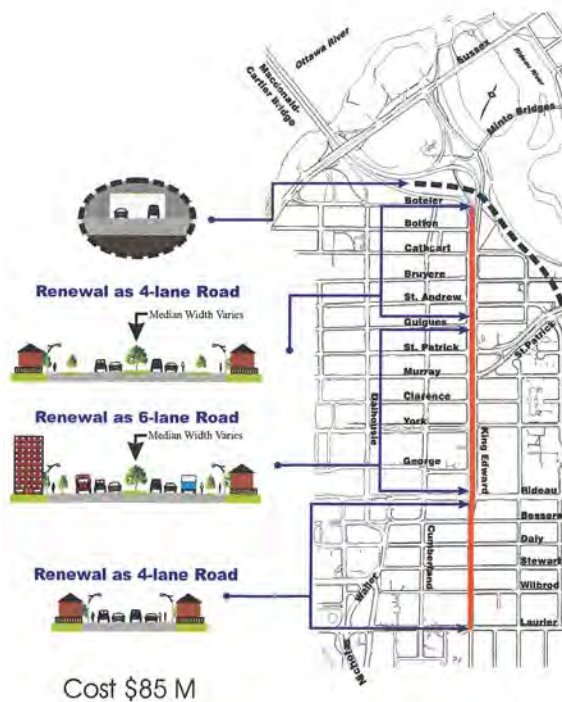 Ottawa River
Macdonald-
Cartier Bridge
Sussex
Rideau River
Minto Bridges
Boteler
Bolton
Cathcart
Bruyere
St. Andrew
Guigues
St. Patrick
St. Patrick
Murray
Clarence
York
George
Dalhousie
King Edward
Rideau
Bessere
Daly
Stewart
Wilbrod
Laurier
Cumberland
Waller
Nicholas
Renewal as 4-lane Road
Median Width Varies
Renewal as 6-lane Road
Median Width Varies
Renewal as 4-lane Road
Cost $85 M